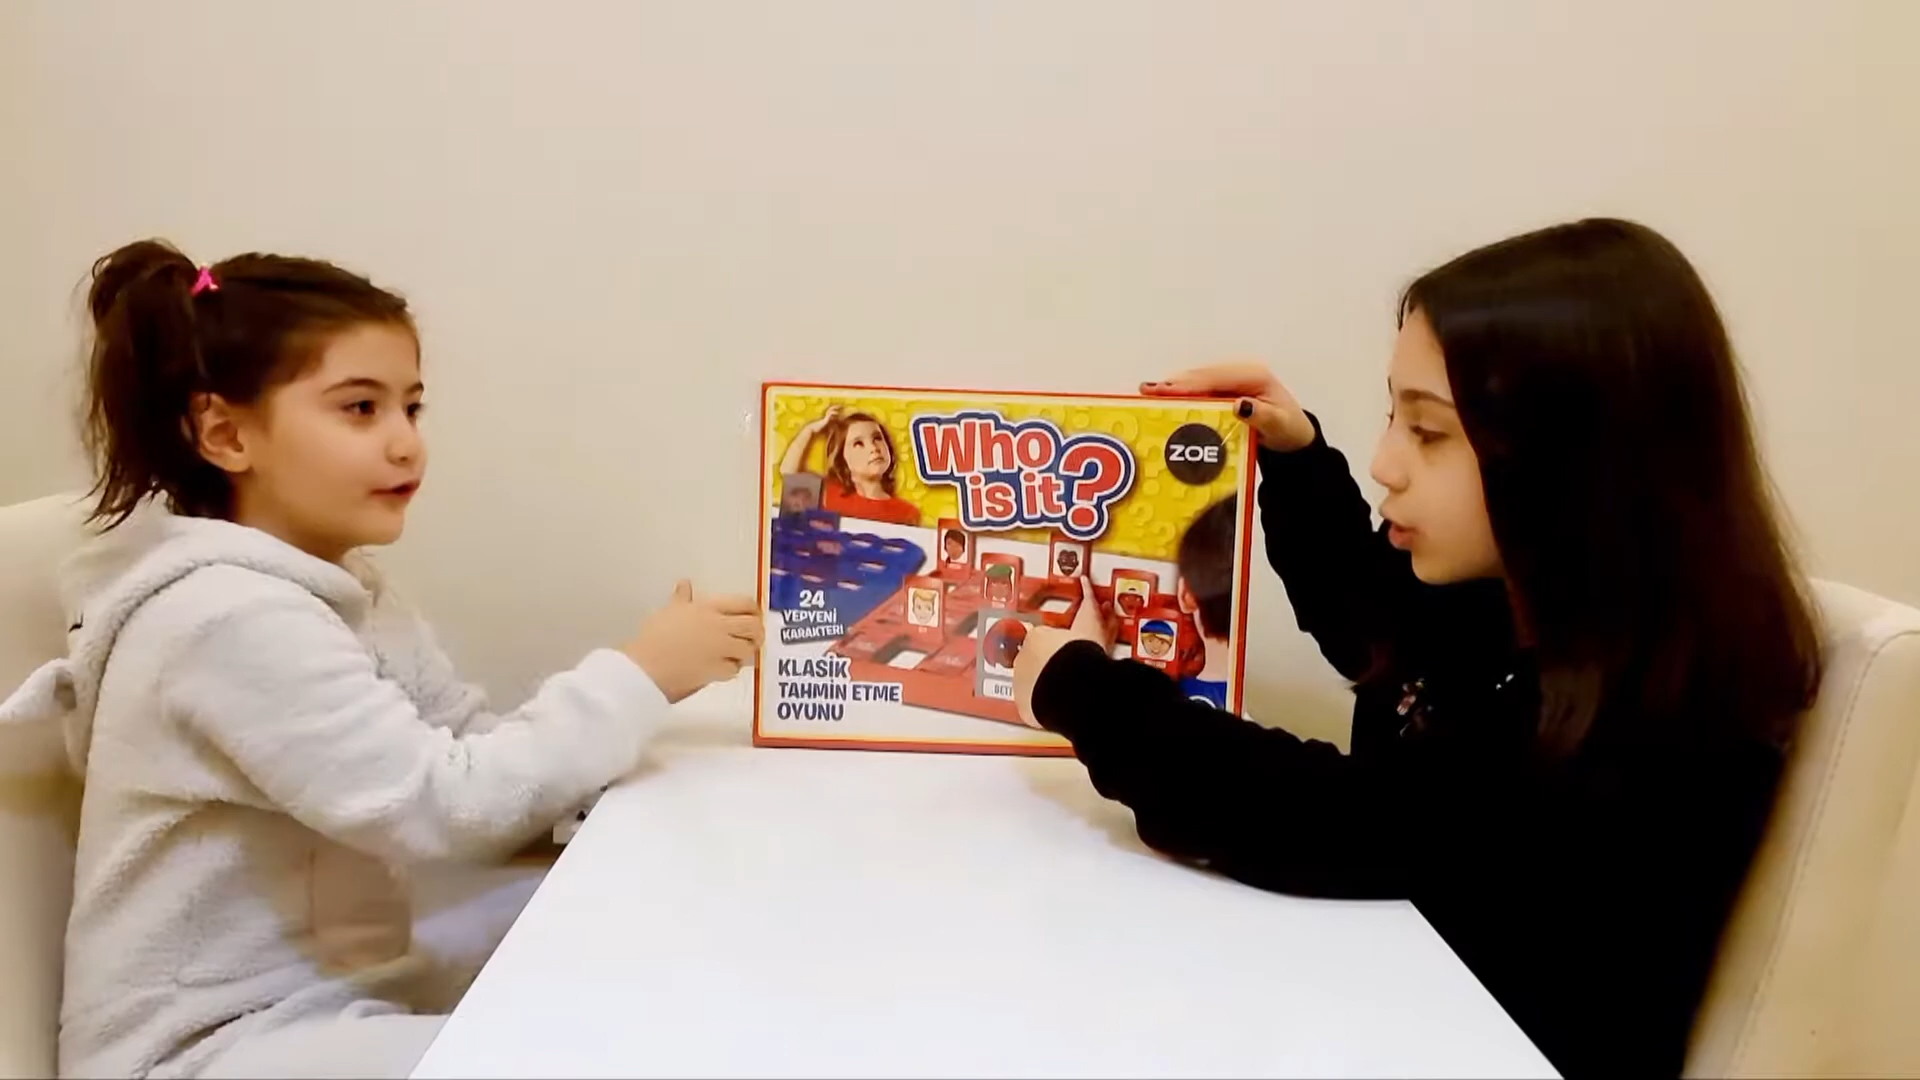 Who
is it?
ZOE
24
YEPYENİ
KARAKTER!
KLASİK
TAHMİN ETME
OYUNU